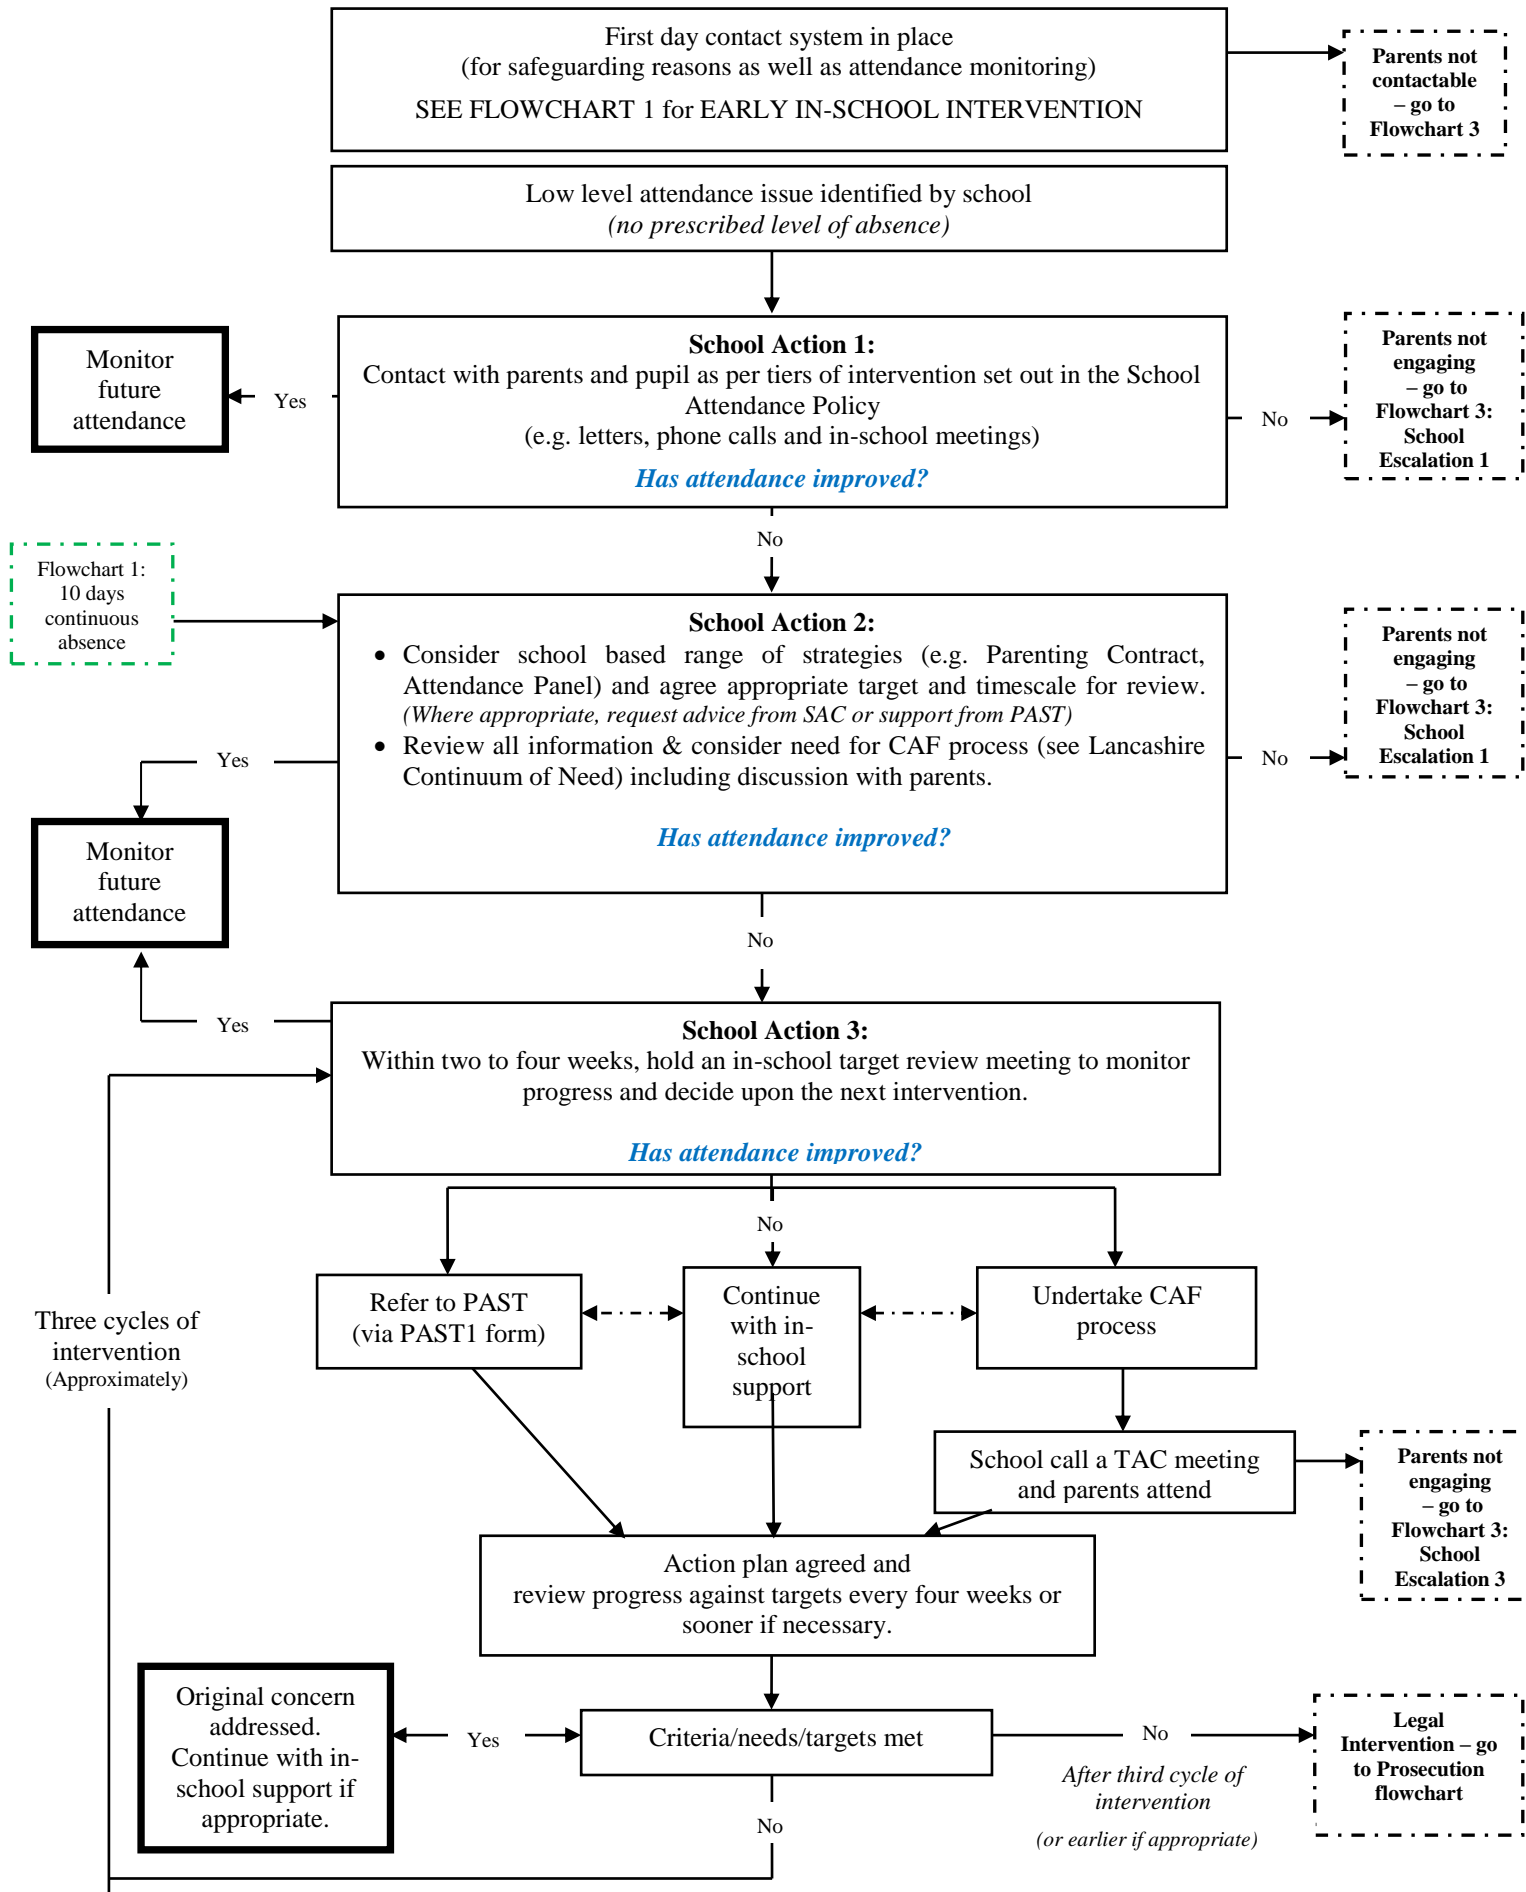 First day contact system in place
(for safeguarding reasons as well as attendance monitoring)
SEE FLOWCHART 1 for EARLY IN-SCHOOL INTERVENTION
Parents not
contactable
– go to
Flowchart 3
Low level attendance issue identified by school
(no prescribed level of absence)
Monitor
future
attendance
Yes
School Action 1:
Contact with parents and pupil as per tiers of intervention set out in the School
Attendance Policy
(e.g. letters, phone calls and in-school meetings)
Has attendance improved?
No
Parents not
engaging
– go to
Flowchart 3:
School
Escalation 1
No
Flowchart 1:
10 days
continuous
absence
School Action 2:
• Consider school based range of strategies (e.g. Parenting Contract,
Attendance Panel) and agree appropriate target and timescale for review.
(Where appropriate, request advice from SAC or support from PAST)
• Review all information & consider need for CAF process (see Lancashire
Continuum of Need) including discussion with parents.
Has attendance improved?
No
Parents not
engaging
– go to
Flowchart 3:
School
Escalation 1
Yes
Monitor
future
attendance
No
Yes
School Action 3:
Within two to four weeks, hold an in-school target review meeting to monitor
progress and decide upon the next intervention.
Has attendance improved?
No
Three cycles of
intervention
(Approximately)
Refer to PAST
(via PAST1 form)
Continue
with in-
school
support
Undertake CAF
process
School call a TAC meeting
and parents attend
Parents not
engaging
– go to
Flowchart 3:
School
Escalation 3
Action plan agreed and
review progress against targets every four weeks or
sooner if necessary.
Original concern
addressed.
Continue with in-
school support if
appropriate.
Yes
Criteria/needs/targets met
No
After third cycle of
intervention
(or earlier if appropriate)
Legal
Intervention – go
to Prosecution
flowchart
No